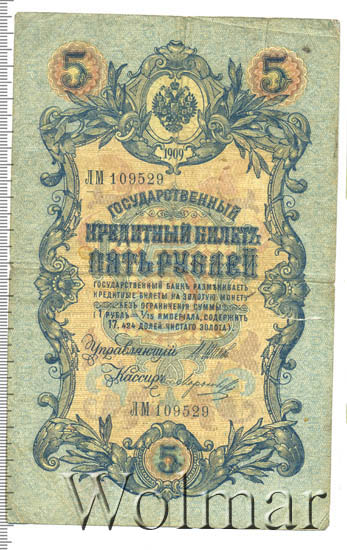 5 5
1909
ЛМ 109529
ГОСУДАРСТВЕННЫЙ
КРЕДИТНЫЙ БИЛЕТЪ
ПЯТЬ РУБЛЕЙ
ГОСУДАРСТВЕННЫЙ БАНКЪ РАЗМѢНИВАЕТЪ
КРЕДИТНЫЕ БИЛЕТЫ НА ЗОЛОТУЮ МОНЕТУ
БЕЗЪ ОГРАНИЧЕНІЯ СУММЫ
(1 РУБЛЬ = 1/15 ИМПЕРІАЛА, СОДЕРЖИТЪ
17,424 ДОЛЕЙ ЧИСТАГО ЗОЛОТА).
Управляющій
Кассиръ
ЛМ 109529
5
Wolmar